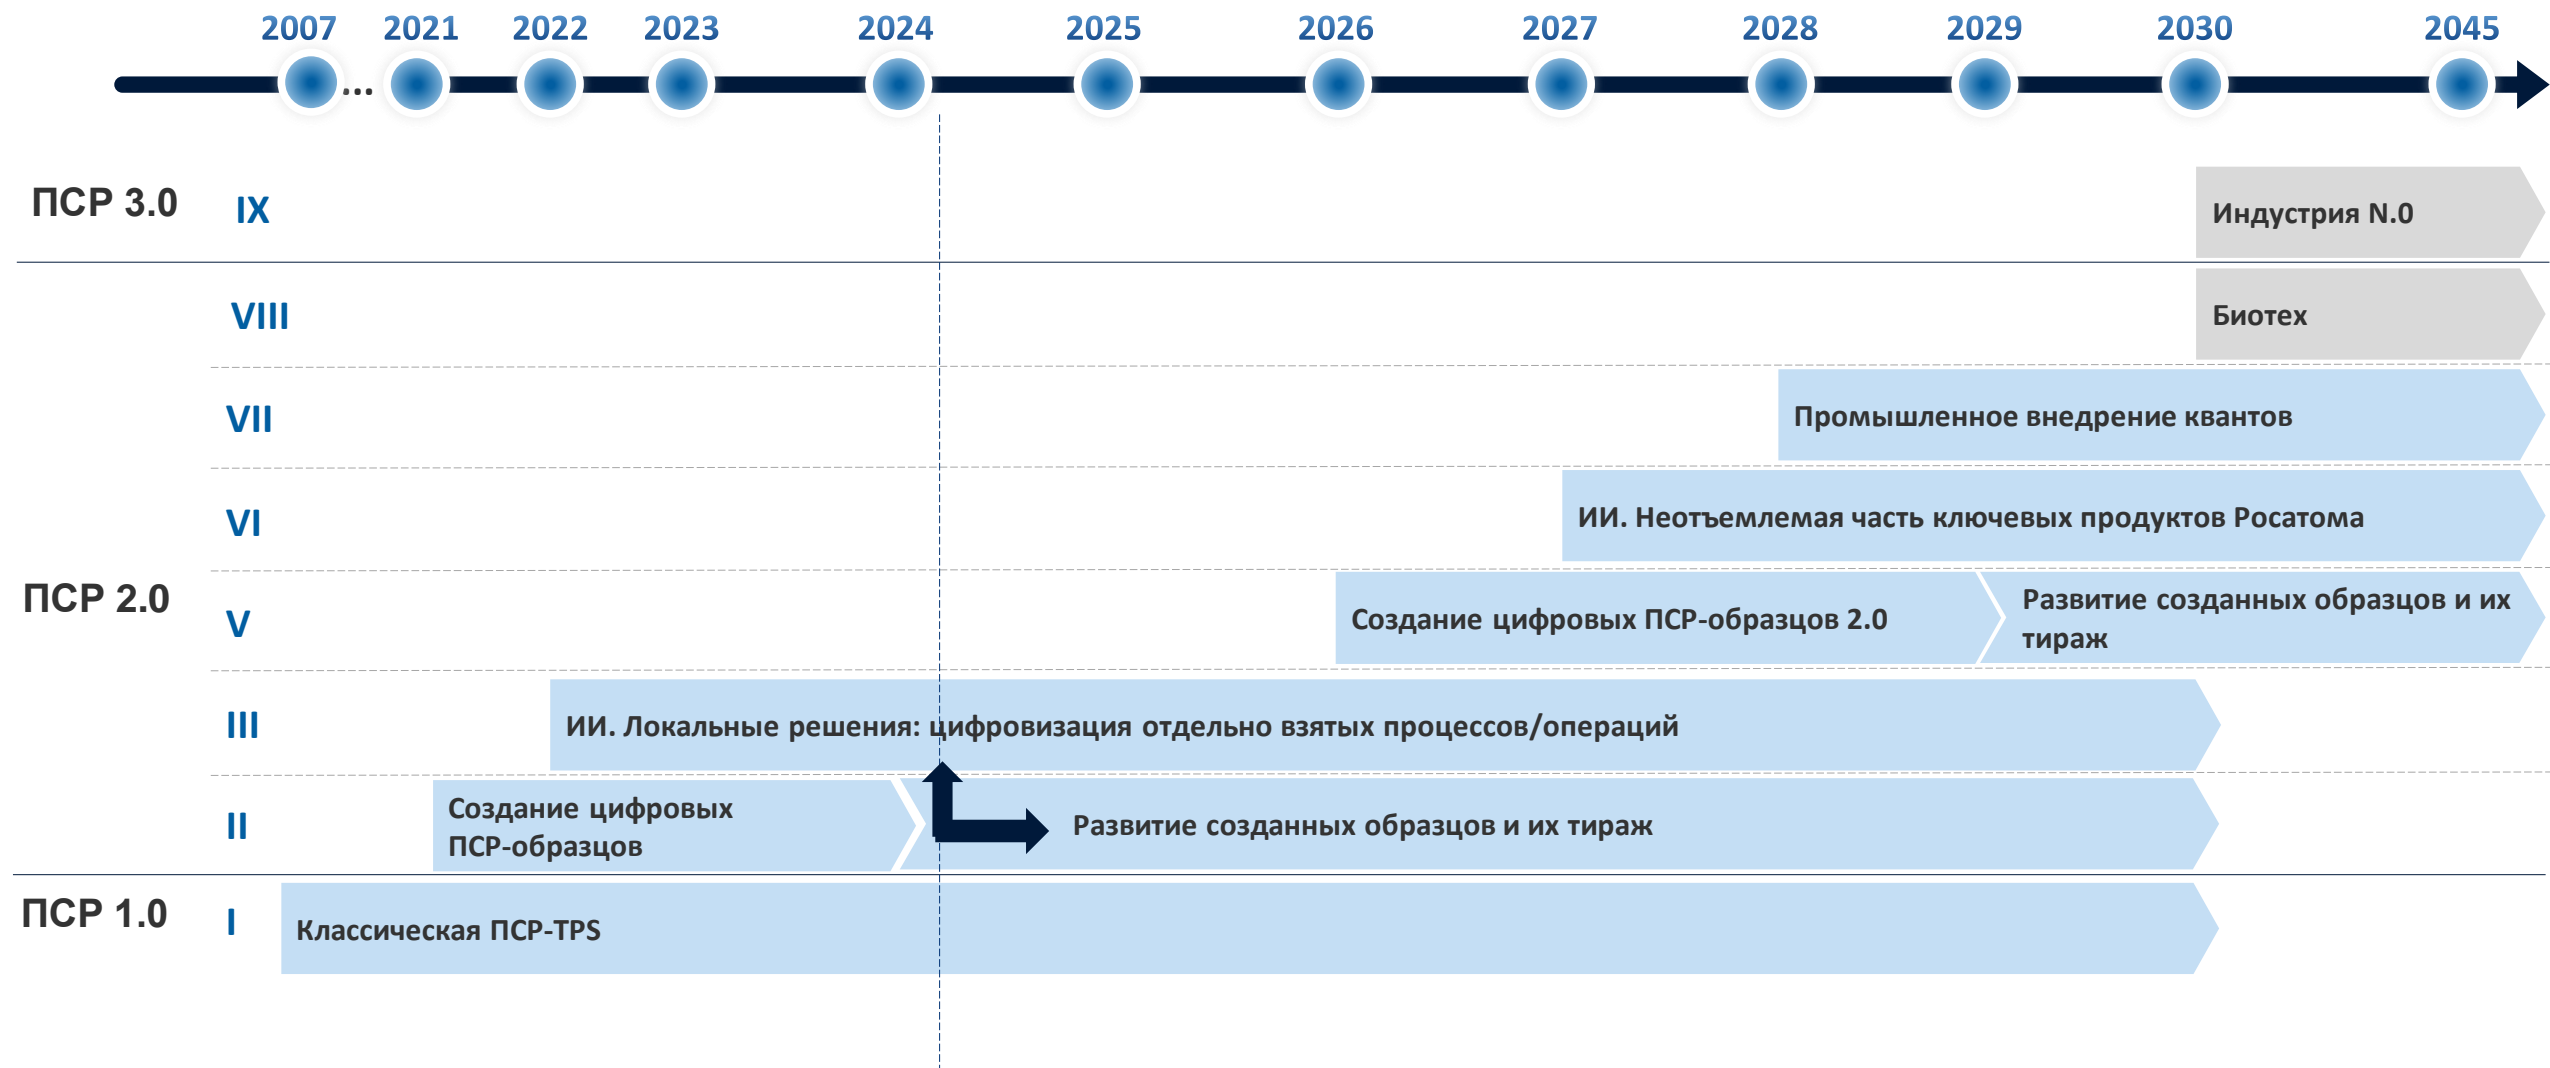 2007 ... 2021 2022 2023 2024 2025 2026 2027 2028 2029 2030 2045
ПСР 3.0
IX
Индустрия N.0
VIII
Биотех
VII
Промышленное внедрение квантов
VI
ИИ. Неотъемлемая часть ключевых продуктов Росатома
ПСР 2.0
V
Создание цифровых ПСР-образцов 2.0
Развитие созданных образцов и их
тираж
III
ИИ. Локальные решения: цифровизация отдельно взятых процессов/операций
II
Создание цифровых
ПСР-образцов
Развитие созданных образцов и их тираж
ПСР 1.0
I
Классическая ПСР-TPS